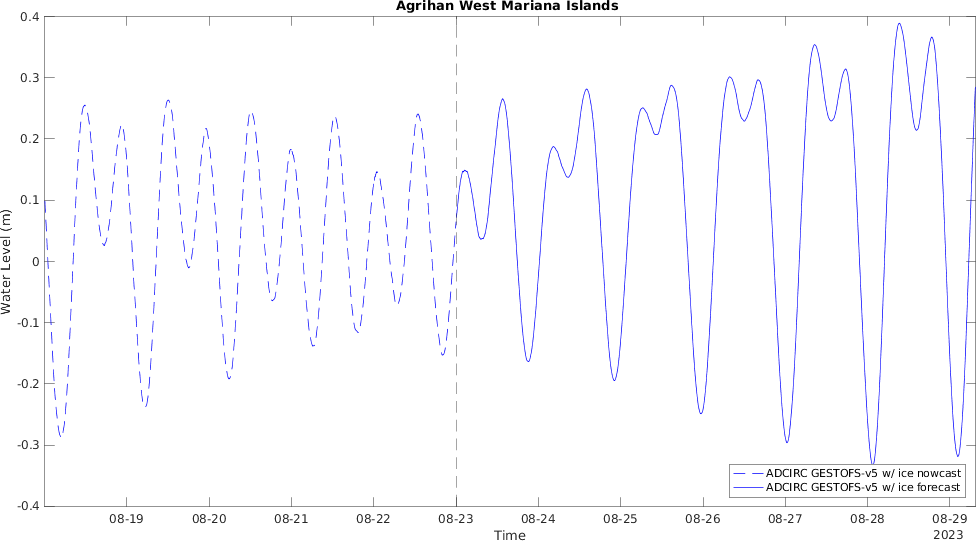 Agrihan West Mariana Islands
0.4
0.3
0.2
0.1
0
-0.1
-0.2
-0.3
-0.4
Water Level (m)
08-19 08-20 08-21 08-22 08-23 08-24 08-25 08-26 08-27 08-28 08-29
2023
Time
ADCIRC GESTOFS-v5 w/ ice nowcast
ADCIRC GESTOFS-v5 w/ ice forecast